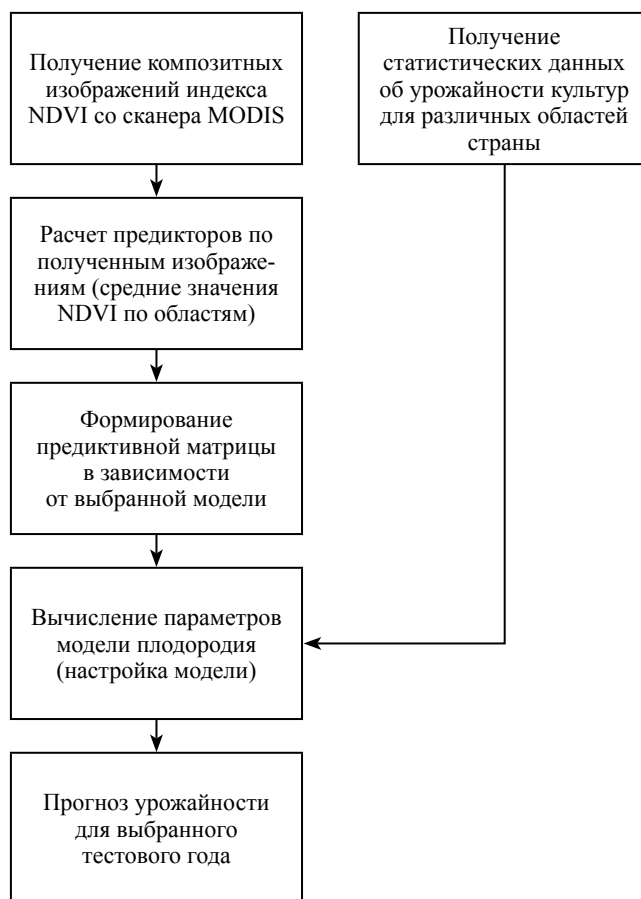 Получение композитных
изображений индекса
NDVI со сканера MODIS
Получение
статистических данных
об урожайности культур
для различных областей
страны
Расчет предикторов по
полученным изображе-
ниям (средние значения
NDVI по областям)
Формирование
предиктивной матрицы
в зависимости
от выбранной модели
Вычисление параметров
модели плодородия
(настройка модели)
Прогноз урожайности
для выбранного
тестового года